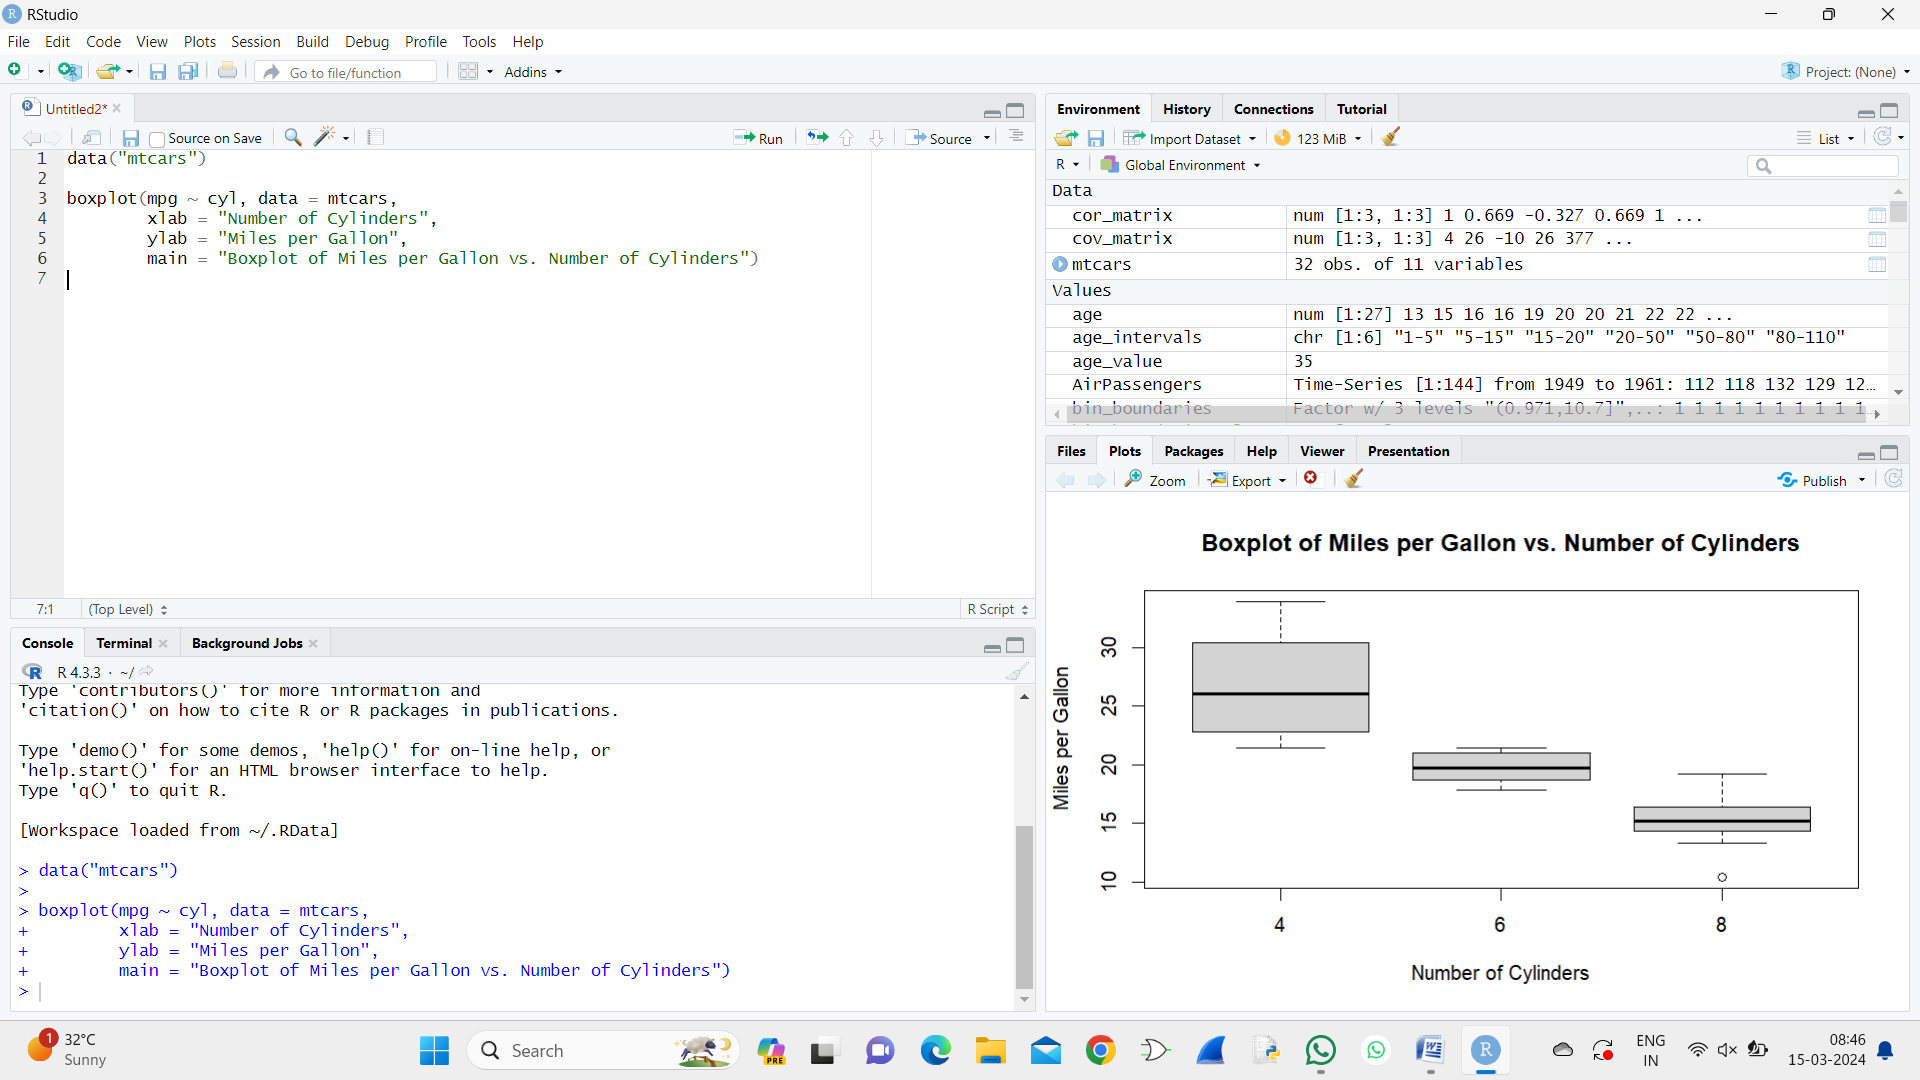 RStudio
File Edit Code View Plots Session Build Debug Profile Tools Help
Go to file/function Addins Project: (None)
Untitled2*
Source on Save Run Source
1 data("mtcars")
2
3 boxplot(mpg ~ cyl, data = mtcars,
4 xlab = "Number of Cylinders",
5 ylab = "Miles per Gallon",
6 main = "Boxplot of Miles per Gallon vs. Number of Cylinders")
7
7:1 (Top Level) R Script
Console Terminal Background Jobs
R 4.3.3 · ~/
Type 'contributors()' for more information and
'citation()' on how to cite R or R packages in publications.
Type 'demo()' for some demos, 'help()' for on-line help, or
'help.start()' for an HTML browser interface to help.
Type 'q()' to quit R.
[Workspace loaded from ~/.RData]
> data("mtcars")
>
> boxplot(mpg ~ cyl, data = mtcars,
+ xlab = "Number of Cylinders",
+ ylab = "Miles per Gallon",
+ main = "Boxplot of Miles per Gallon vs. Number of Cylinders")
>
Environment History Connections Tutorial
Import Dataset 123 MiB List
R Global Environment
Data
cor_matrix num [1:3, 1:3] 1 0.669 -0.327 0.669 1 ...
cov_matrix num [1:3, 1:3] 4 26 -10 26 377 ...
mtcars 32 obs. of 11 variables
Values
age num [1:27] 13 15 16 16 19 20 20 21 22 22 ...
age_intervals chr [1:6] "1-5" "5-15" "15-20" "20-50" "50-80" "80-110"
age_value 35
AirPassengers Time-Series [1:144] from 1949 to 1961: 112 118 132 129 12…
bin_boundaries Factor w/ 3 levels "(0.971,10.7]",..: 1 1 1 1 1 1 1 1 1 1…
Files Plots Packages Help Viewer Presentation
Zoom Export Publish
Boxplot of Miles per Gallon vs. Number of Cylinders
Miles per Gallon
30
25
20
15
10
4 6 8
Number of Cylinders
1 32°C
Sunny
Search
PRE
ENG
IN
08:46
15-03-2024